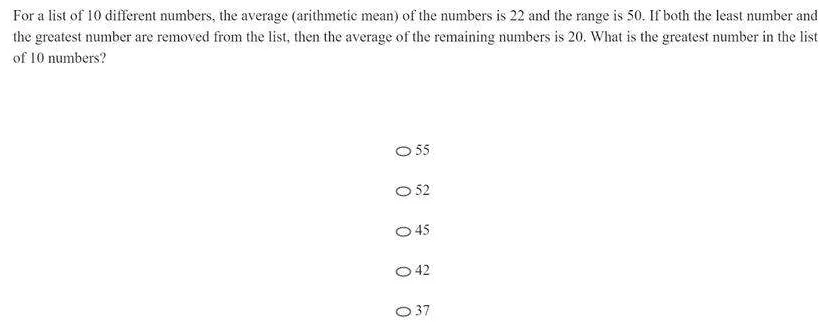 For a list of 10 different numbers, the average (arithmetic mean) of the numbers is 22 and the range is 50. If both the least number and
the greatest number are removed from the list, then the average of the remaining numbers is 20. What is the greatest number in the list
of 10 numbers?
55
52
45
42
37